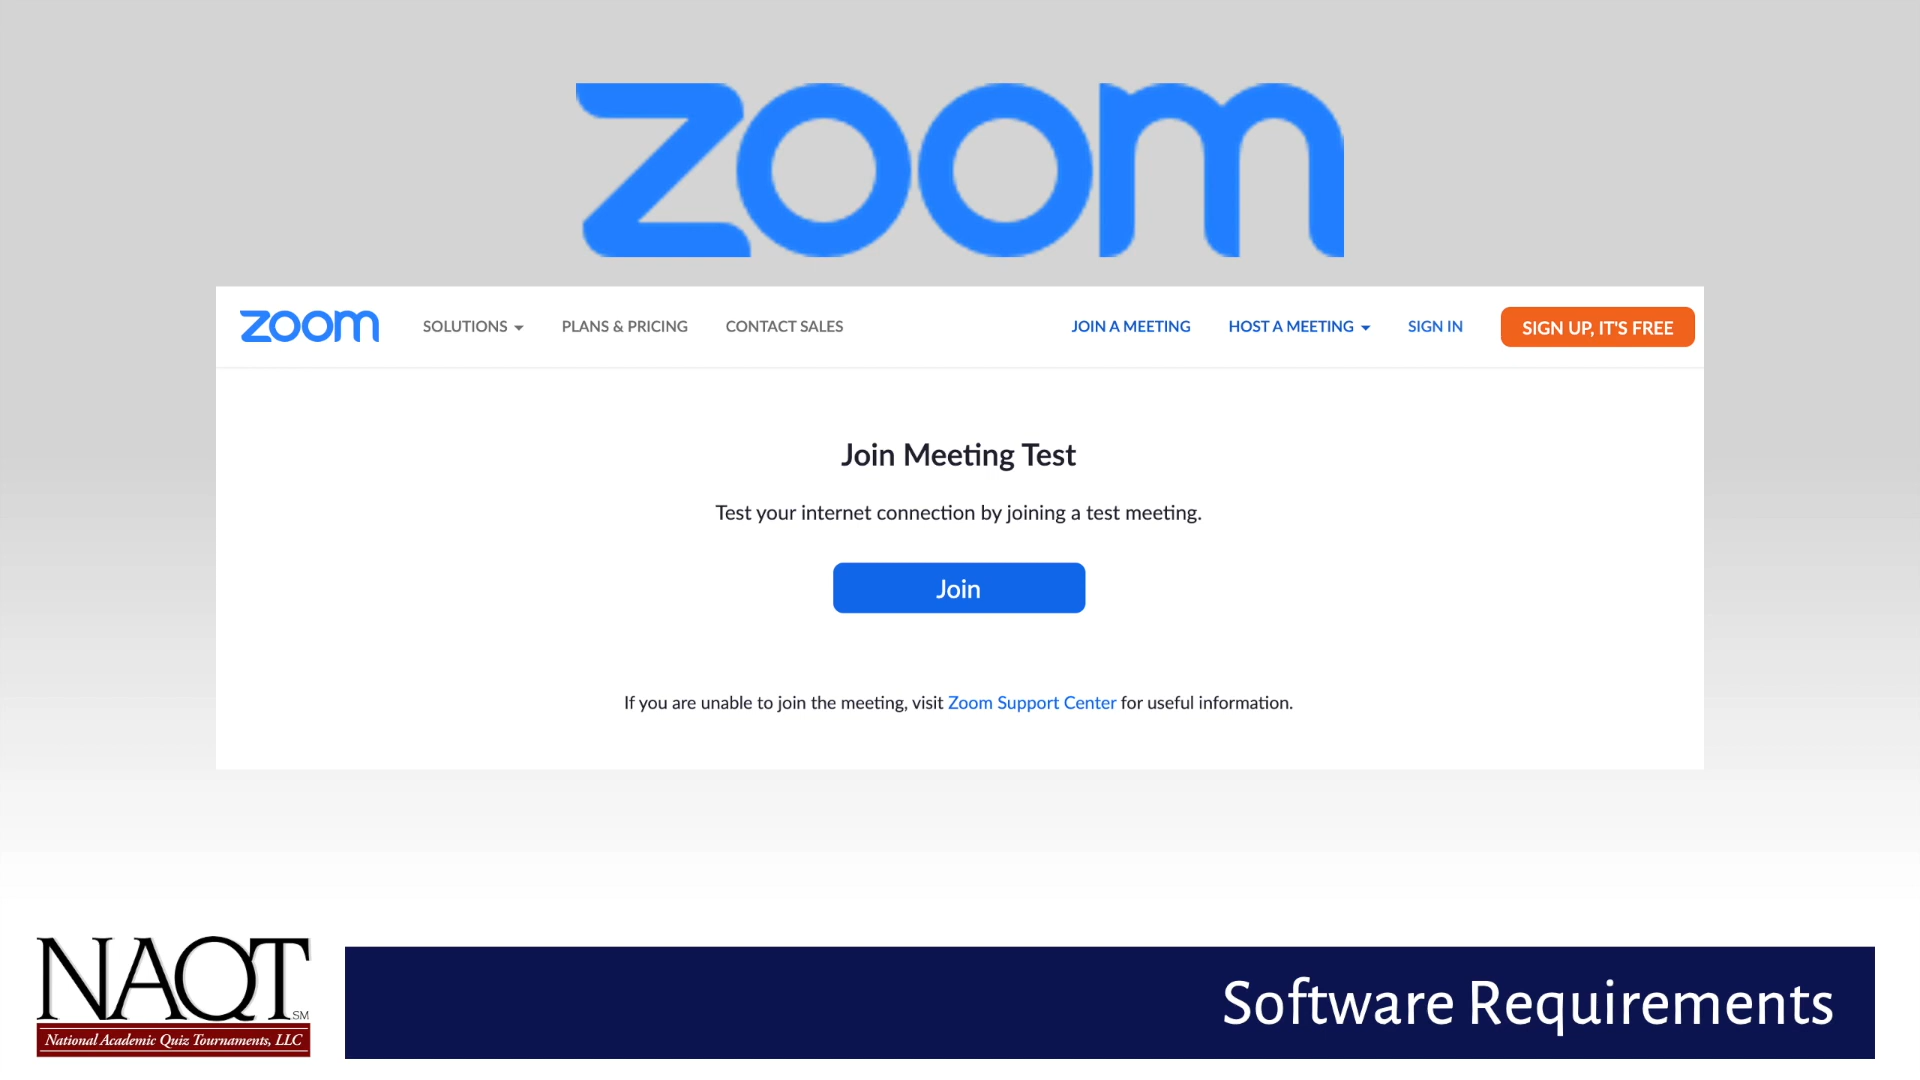 zoom
zoom SOLUTIONS PLANS & PRICING CONTACT SALES JOIN A MEETING HOST A MEETING SIGN IN SIGN UP, IT'S FREE
Join Meeting Test
Test your internet connection by joining a test meeting.
Join
If you are unable to join the meeting, visit Zoom Support Center for useful information.
NAQT SM
National Academic Quiz Tournaments, LLC
Software Requirements